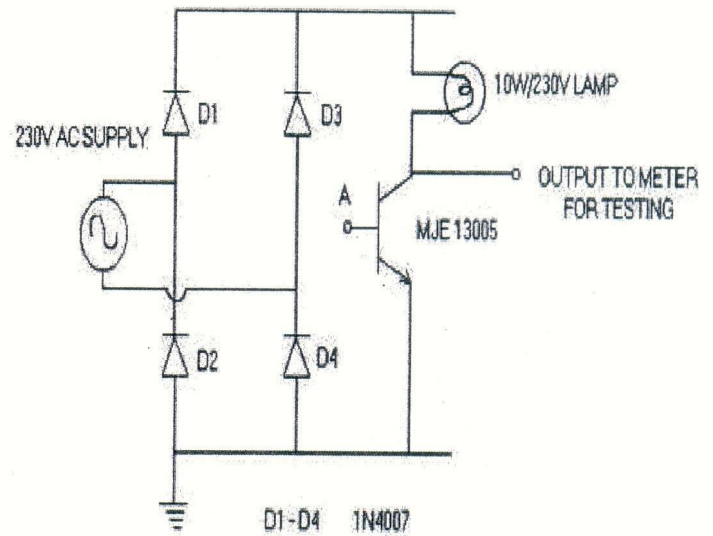 10W/230V LAMP
D1
D3
230V AC SUPPLY
A
OUTPUT TO METER
FOR TESTING
MJE 13005
D2
D4
D1-D4 1N4007